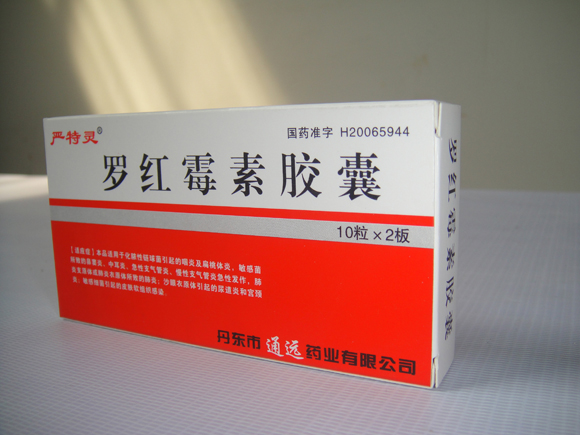 严特灵®
国药准字 H20065944
罗红霉素胶囊
10粒×2板
【适应症】本品适用于化脓性链球菌引起的咽炎及扁桃体炎，敏感菌
所致的鼻窦炎、中耳炎、急性支气管炎、慢性支气管炎急性发作，肺
炎支原体或肺炎衣原体所致的肺炎；沙眼衣原体引起的尿道炎和宫颈
炎；敏感细菌引起的皮肤软组织感染。
丹东市通远药业有限公司
罗红霉素胶囊